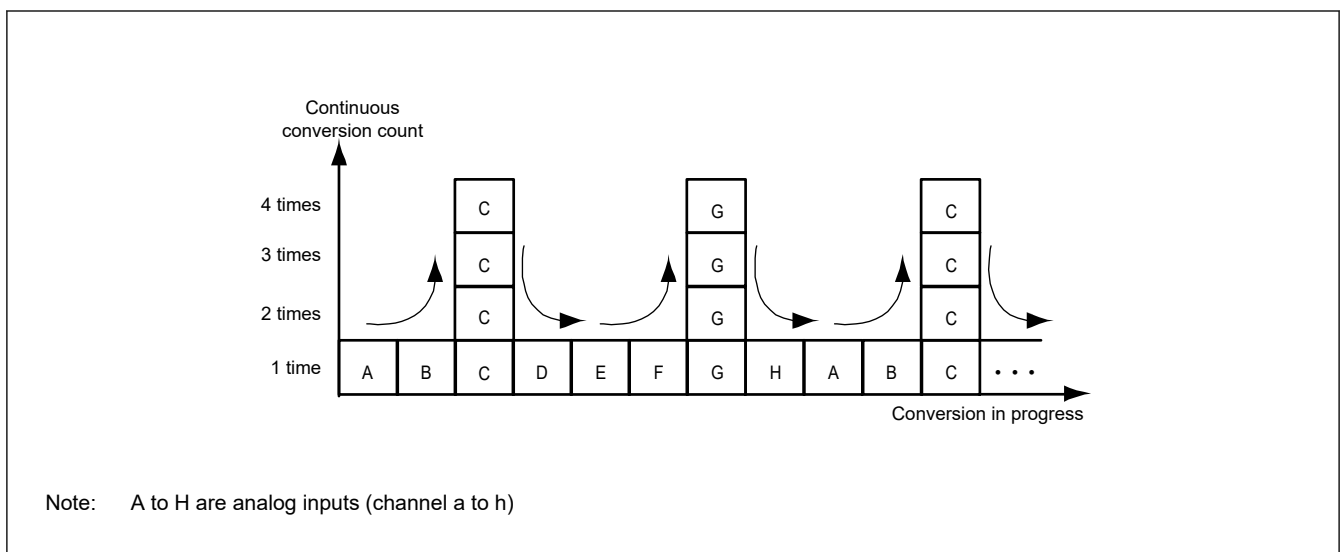 Continuous
conversion count
4 times
C
G
C
3 times
C
G
C
2 times
C
G
C
1 time
A
B
C
D
E
F
G
H
A
B
C
• • •
Conversion in progress
Note: A to H are analog inputs (channel a to h)